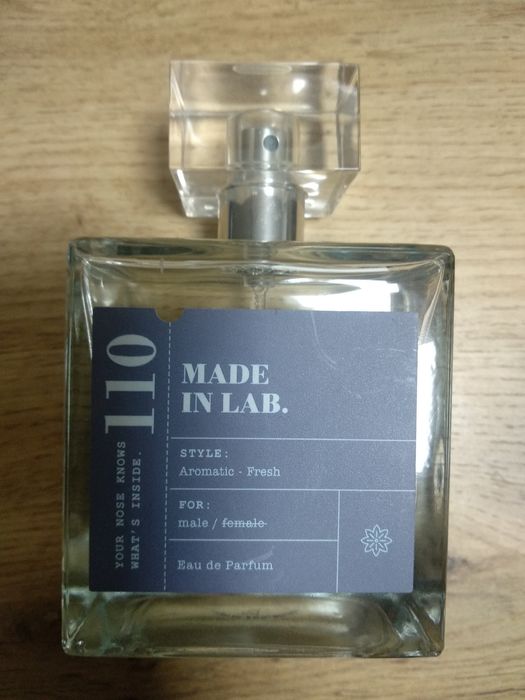 110
YOUR NOSE KNOWS
WHAT'S INSIDE.
MADE
IN LAB.
STYLE:
Aromatic - Fresh
FOR:
male / female
Eau de Parfum